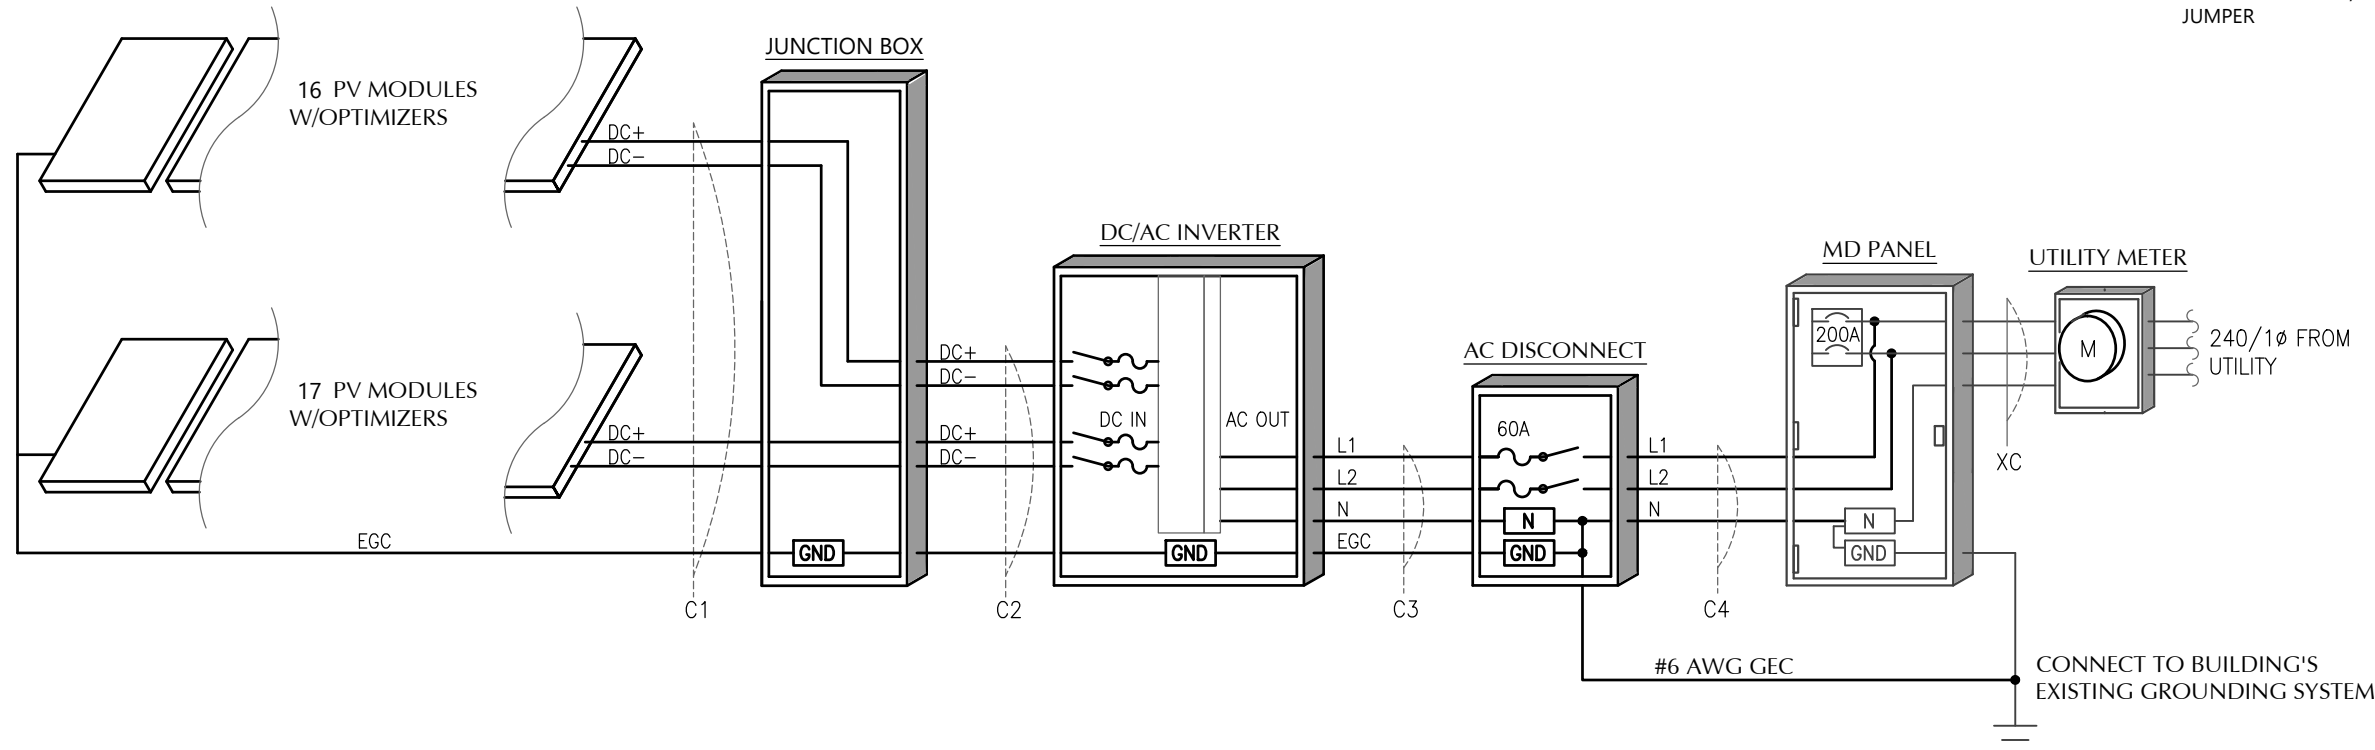 JUMPER
JUNCTION BOX
16 PV MODULES
W/OPTIMIZERS
DC+
DC-
DC/AC INVERTER
MD PANEL
UTILITY METER
200A
M
240/1ø FROM
UTILITY
AC DISCONNECT
17 PV MODULES
W/OPTIMIZERS
DC+
DC-
DC+
DC-
DC+
DC-
DC IN
AC OUT
60A
L1
L2
N
EGC
L1
L2
N
XC
N
GND
N
GND
EGC
GND
GND
C1
C2
C3
C4
#6 AWG GEC
CONNECT TO BUILDING'S
EXISTING GROUNDING SYSTEM